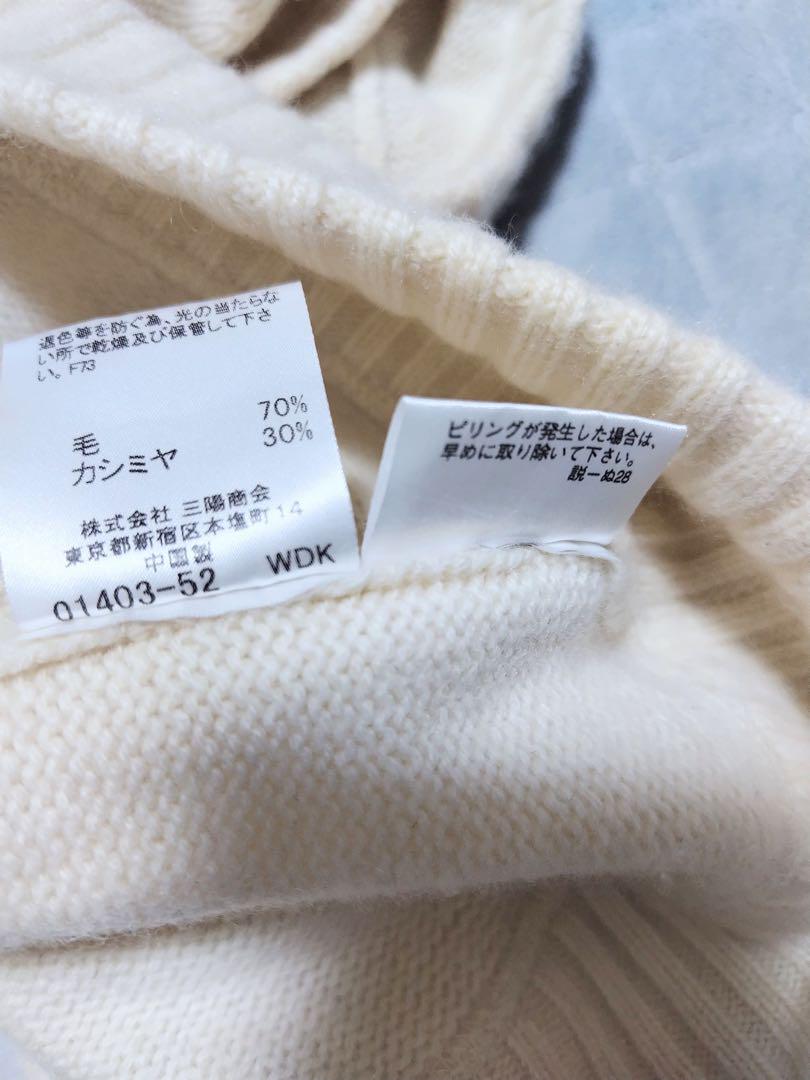 退色等を防ぐ為、光の当たらな
い所で乾燥及び保管して下さ
い。F73
毛 70%
カシミヤ 30%
株式会社 三陽商会
東京都新宿区本塩町14
中国製
01403-52 WDK
ピリングが発生した場合は、
早めに取り除いて下さい。
説ーぬ28